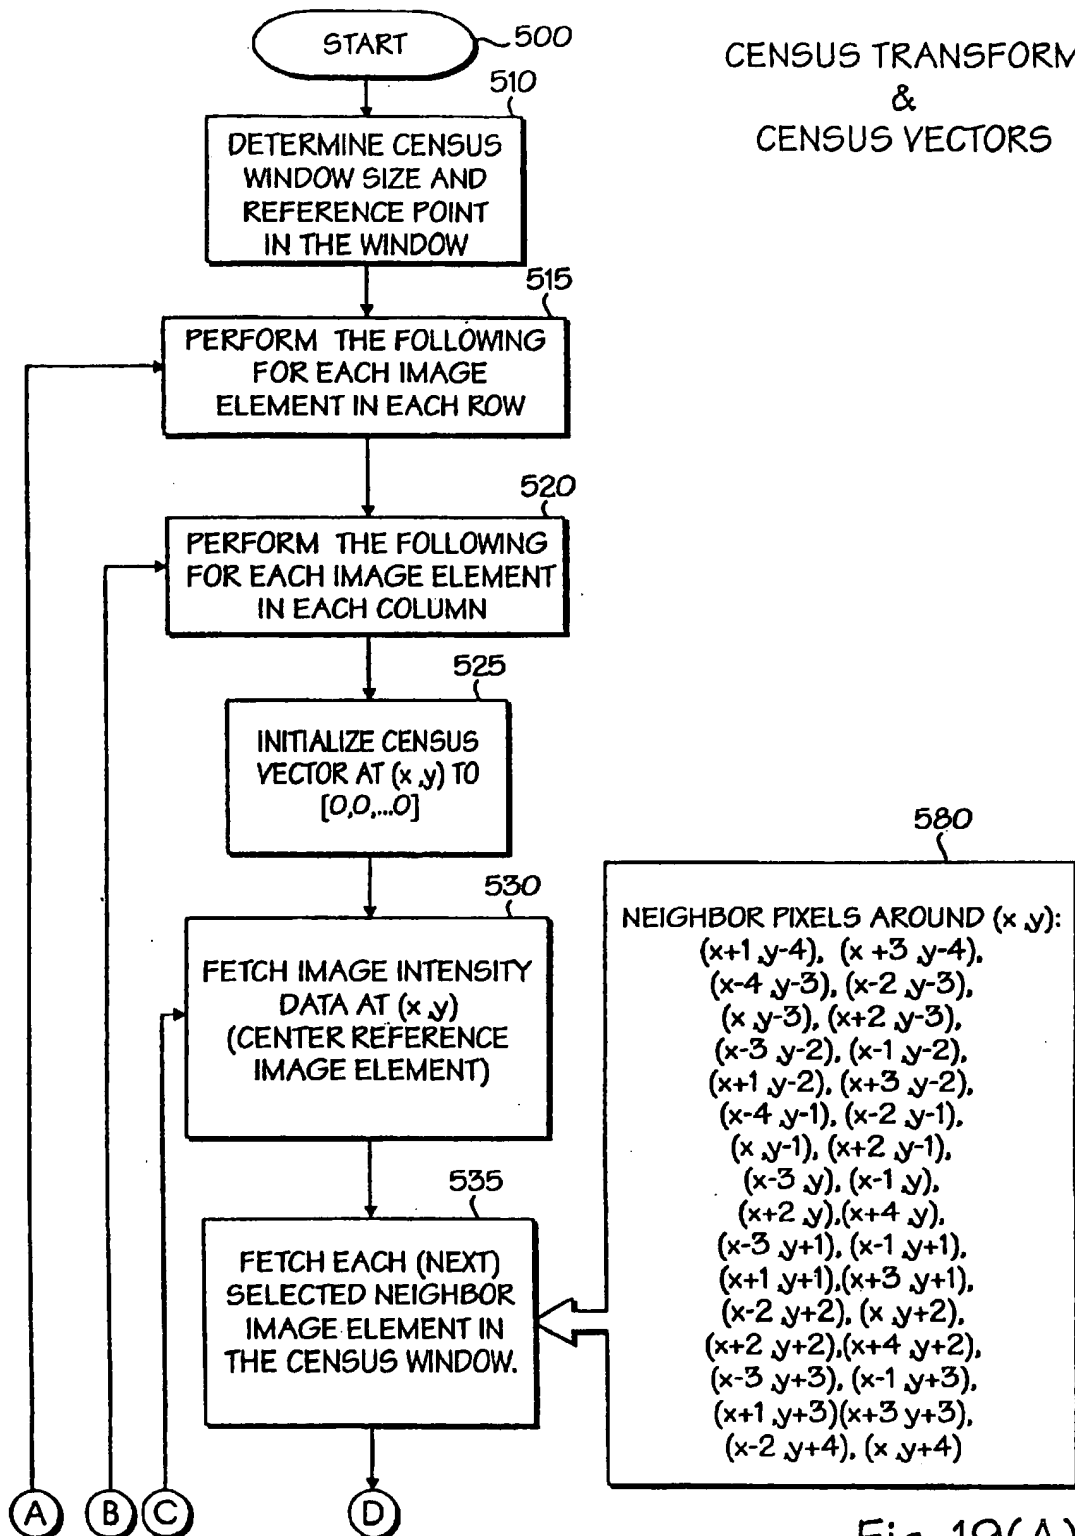 START
500
CENSUS TRANSFORM
&
CENSUS VECTORS
510
DETERMINE CENSUS
WINDOW SIZE AND
REFERENCE POINT
IN THE WINDOW
515
PERFORM THE FOLLOWING
FOR EACH IMAGE
ELEMENT IN EACH ROW
520
PERFORM THE FOLLOWING
FOR EACH IMAGE ELEMENT
IN EACH COLUMN
525
INITIALIZE CENSUS
VECTOR AT (x,y) TO
[0,0,...0]
530
FETCH IMAGE INTENSITY
DATA AT (x,y)
(CENTER REFERENCE
IMAGE ELEMENT)
535
FETCH EACH (NEXT)
SELECTED NEIGHBOR
IMAGE ELEMENT IN
THE CENSUS WINDOW.
580
NEIGHBOR PIXELS AROUND (x,y):
(x+1,y-4), (x+3,y-4),
(x-4,y-3), (x-2,y-3),
(x,y-3), (x+2,y-3),
(x-3,y-2), (x-1,y-2),
(x+1,y-2), (x+3,y-2),
(x-4,y-1), (x-2,y-1),
(x,y-1), (x+2,y-1),
(x-3,y), (x-1,y),
(x+2,y),(x+4,y),
(x-3,y+1), (x-1,y+1),
(x+1,y+1),(x+3,y+1),
(x-2,y+2), (x,y+2),
(x+2,y+2),(x+4,y+2),
(x-3,y+3), (x-1,y+3),
(x+1,y+3)(x+3 y+3),
(x-2,y+4), (x,y+4)
A
B
C
D
Fig. 19(A)